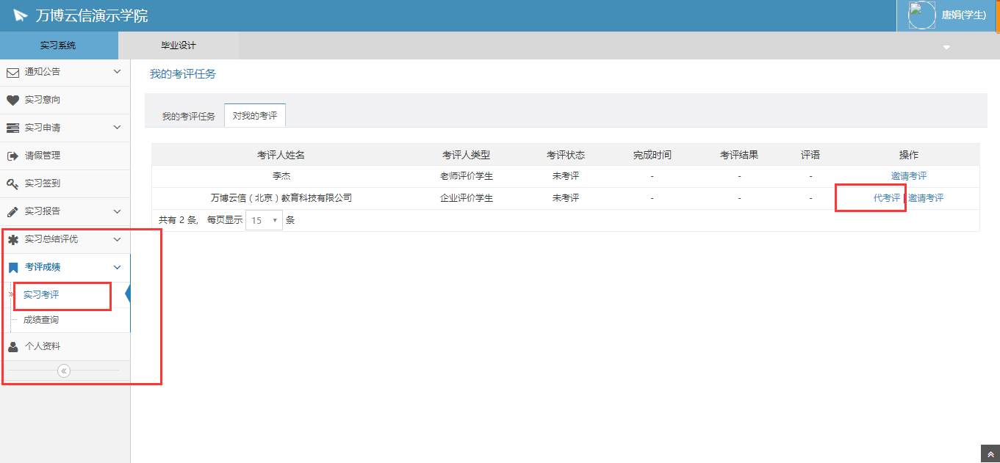 万博云信演示学院
唐娟(学生)
实习系统
毕业设计
通知公告
实习意向
实习申请
请假管理
实习签到
实习报告
实习总结评优
考评成绩
实习考评
成绩查询
个人资料
我的考评任务
我的考评任务 对我的考评
考评人姓名 考评人类型 考评状态 完成时间 考评结果 评语 操作
李杰 老师评价学生 未考评 - - - 邀请考评
万博云信（北京）教育科技有限公司 企业评价学生 未考评 - - - 代考评 | 邀请考评
共有 2 条, 每页显示 15 条